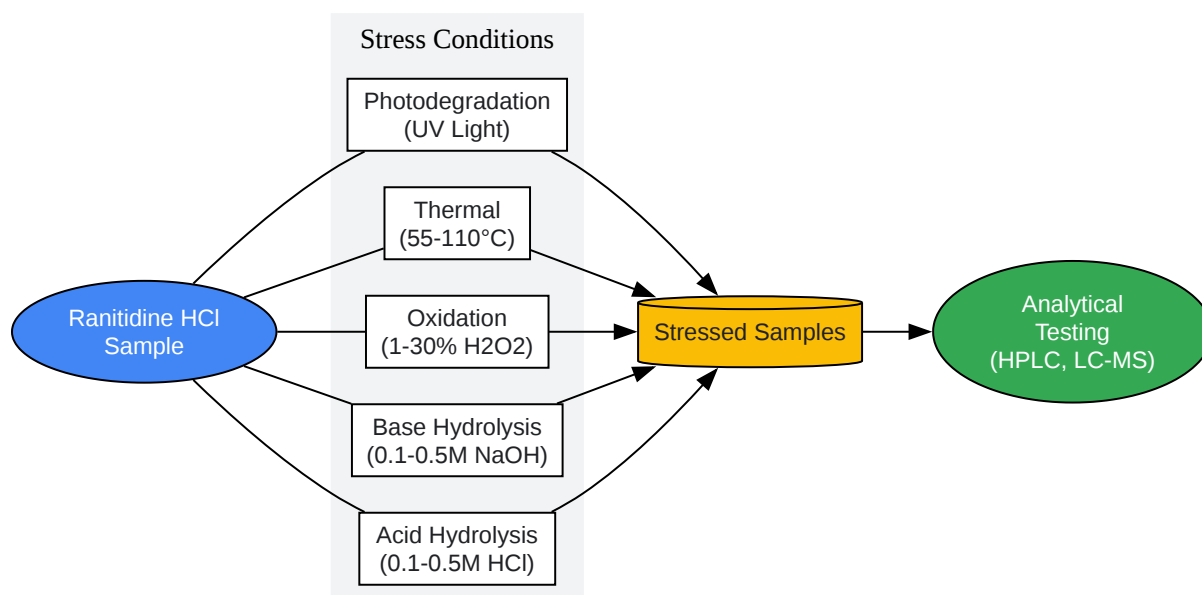 Stress Conditions
Photodegradation
(UV Light)
Thermal
(55-110°C)
Ranitidine HCl
Sample
Oxidation
(1-30% H2O2)
Stressed Samples
Analytical
Testing
(HPLC, LC-MS)
Base Hydrolysis
(0.1-0.5M NaOH)
Acid Hydrolysis
(0.1-0.5M HCl)